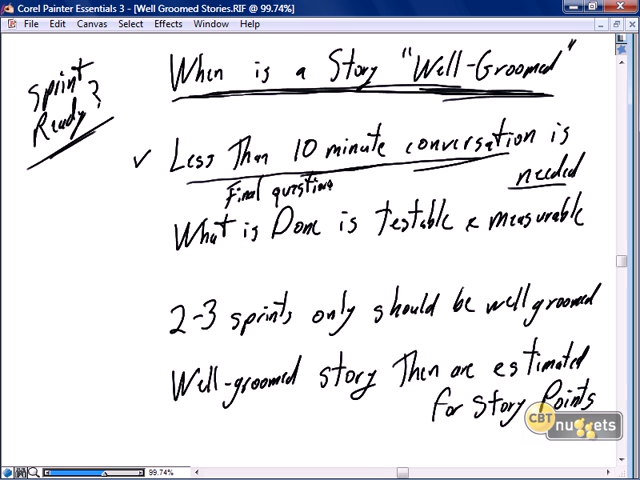 Corel Painter Essentials 3 - [Well Groomed Stories.RIF @ 99.74%]
File Edit Canvas Effects Select Movie Window Help
Sprint
Ready?
When is a Story "Well-Groomed"
✓ Less Than 10 minute conversation is
needed
Final questions
What is Done is testable & measurable
2-3 sprints only should be well groomed
Well-groomed story Then are estimated
for Story Points
CBT
nuggets
99.74%